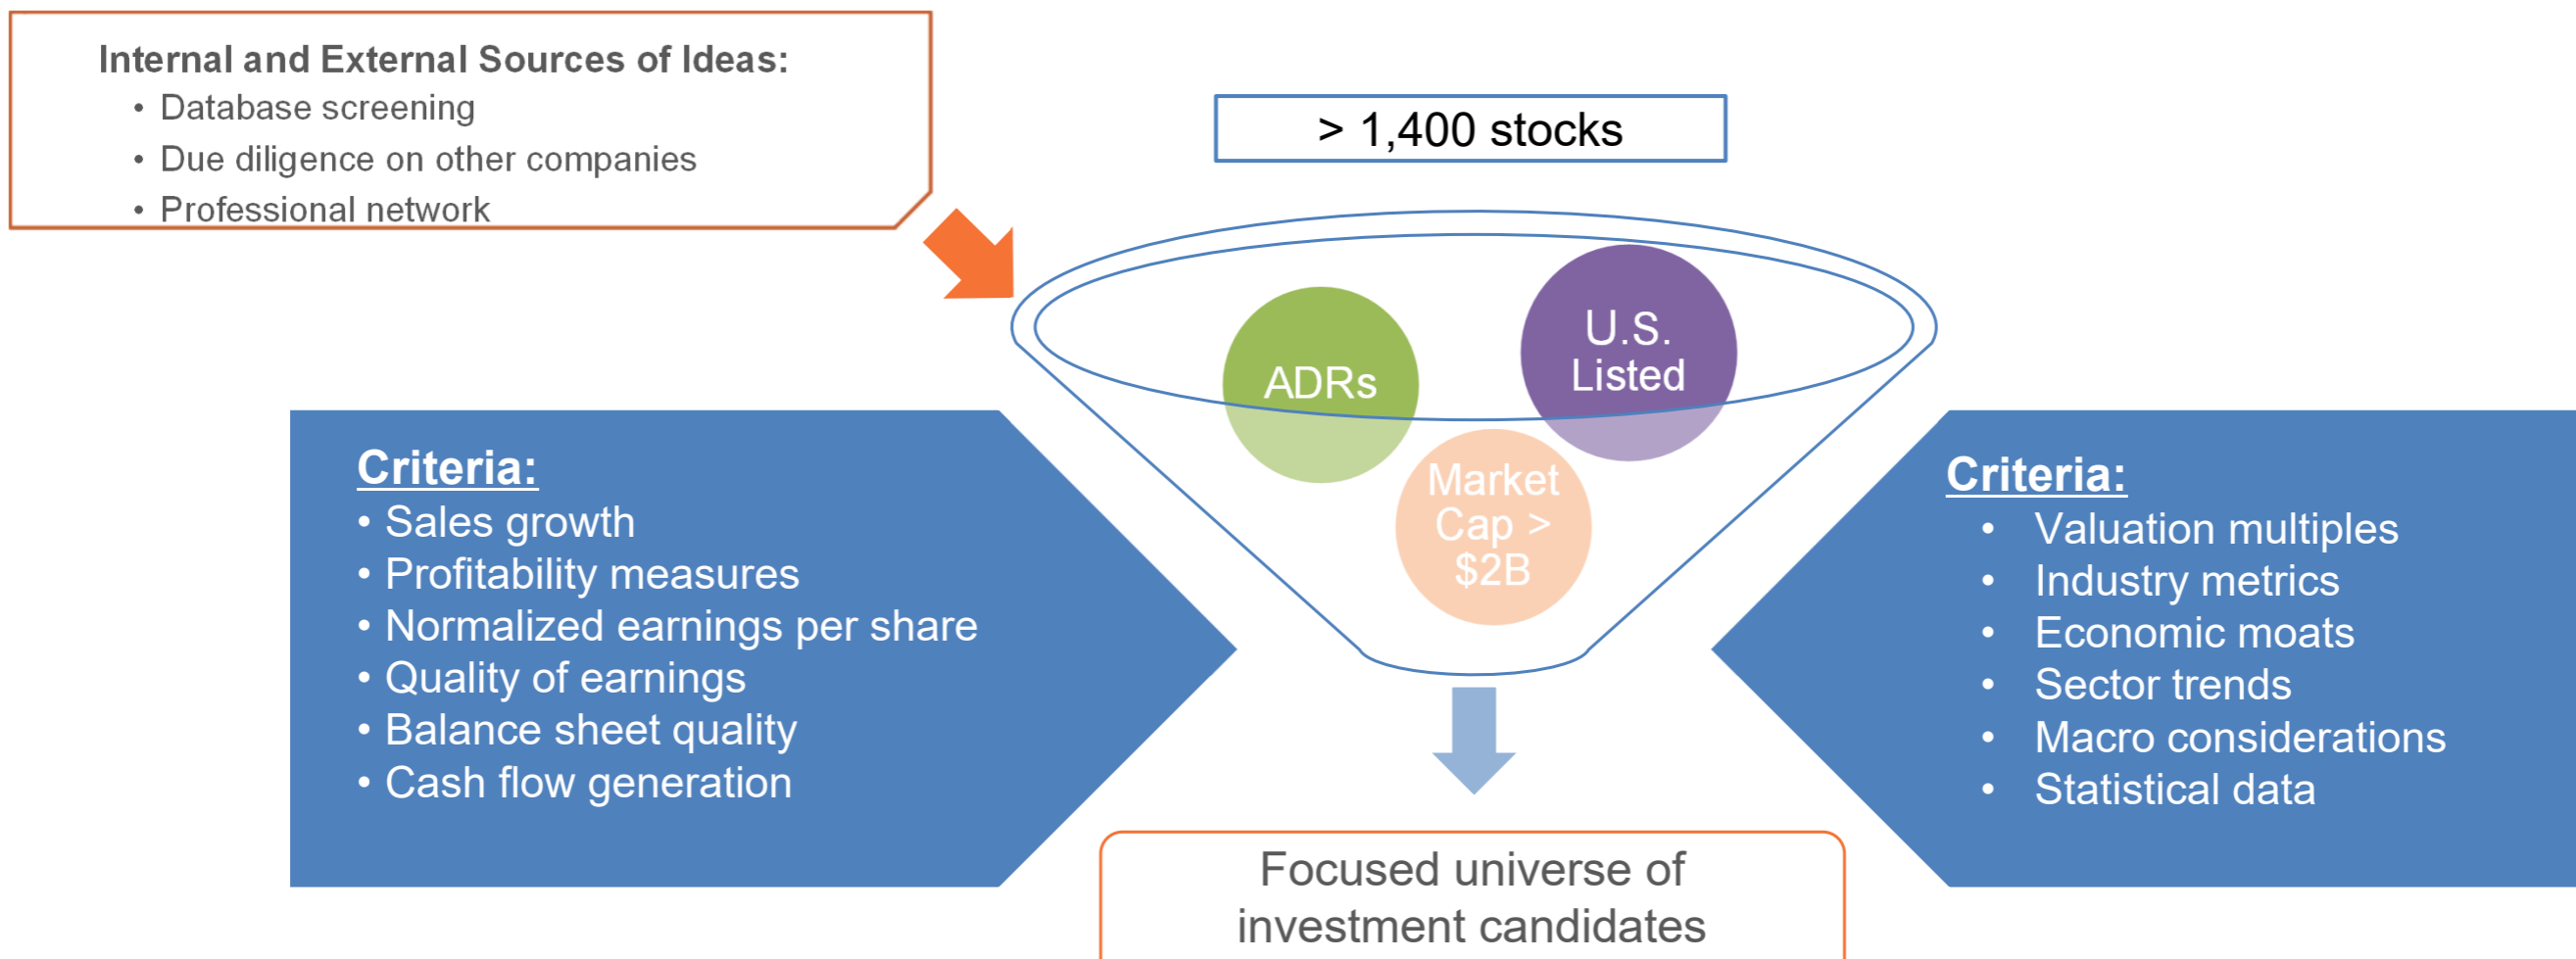 Internal and External Sources of Ideas:
• Database screening
• Due diligence on other companies
• Professional network
> 1,400 stocks
ADRs
U.S.
Listed
Market
Cap >
$2B
Criteria:
• Sales growth
• Profitability measures
• Normalized earnings per share
• Quality of earnings
• Balance sheet quality
• Cash flow generation
Criteria:
• Valuation multiples
• Industry metrics
• Economic moats
• Sector trends
• Macro considerations
• Statistical data
Focused universe of
investment candidates